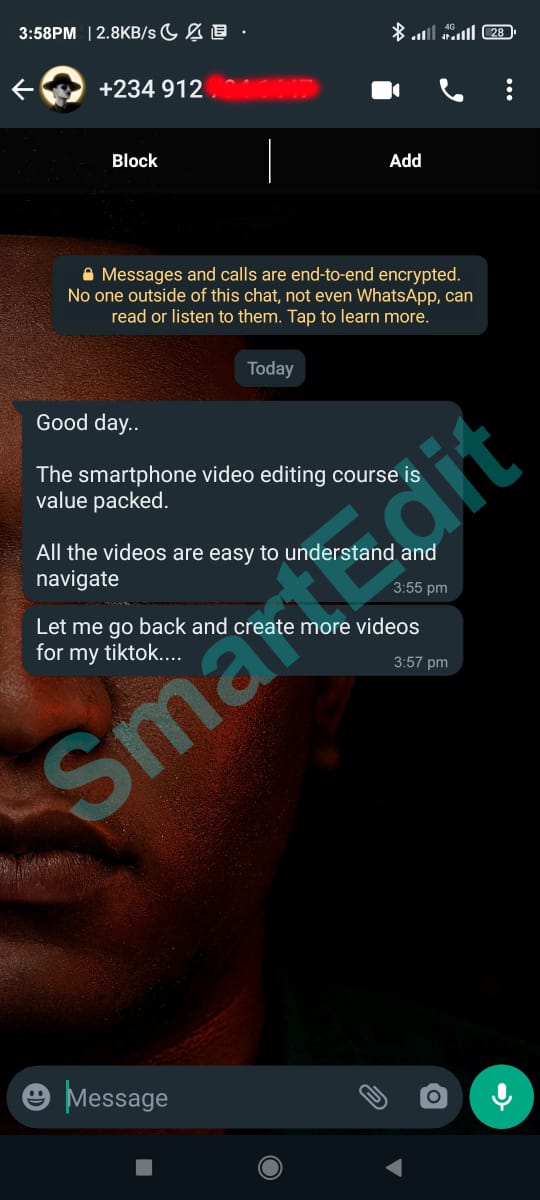 3:58PM | 2.8KB/s
4G
28
+234 912
Block
Add
Messages and calls are end-to-end encrypted.
No one outside of this chat, not even WhatsApp, can
read or listen to them. Tap to learn more.
Today
Good day..
The smartphone video editing course is
value packed.
All the videos are easy to understand and
navigate
3:55 pm
Let me go back and create more videos
for my tiktok....
3:57 pm
SmartEdit
Message